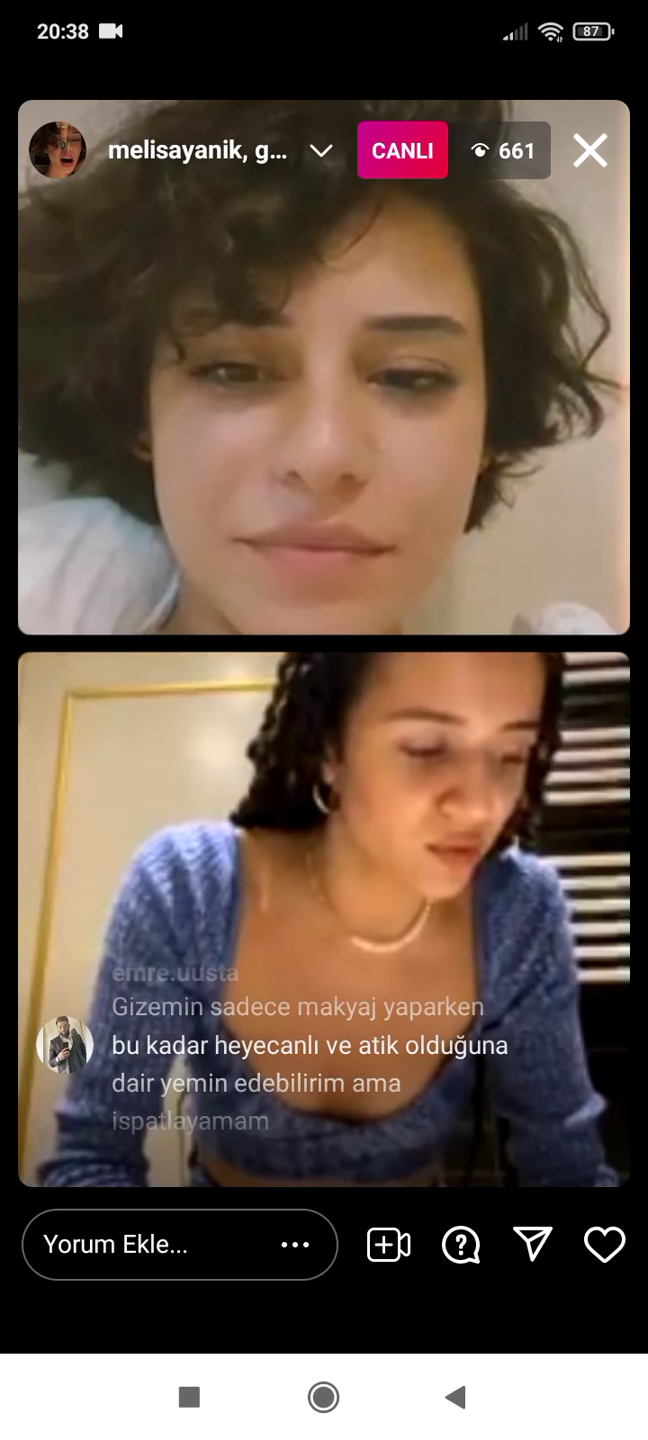 20:38
87
melisayanik, g...
CANLI
661
emre.uusta
Gizemin sadece makyaj yaparken
bu kadar heyecanlı ve atik olduğuna
dair yemin edebilirim ama
ispatlayamam
Yorum Ekle...